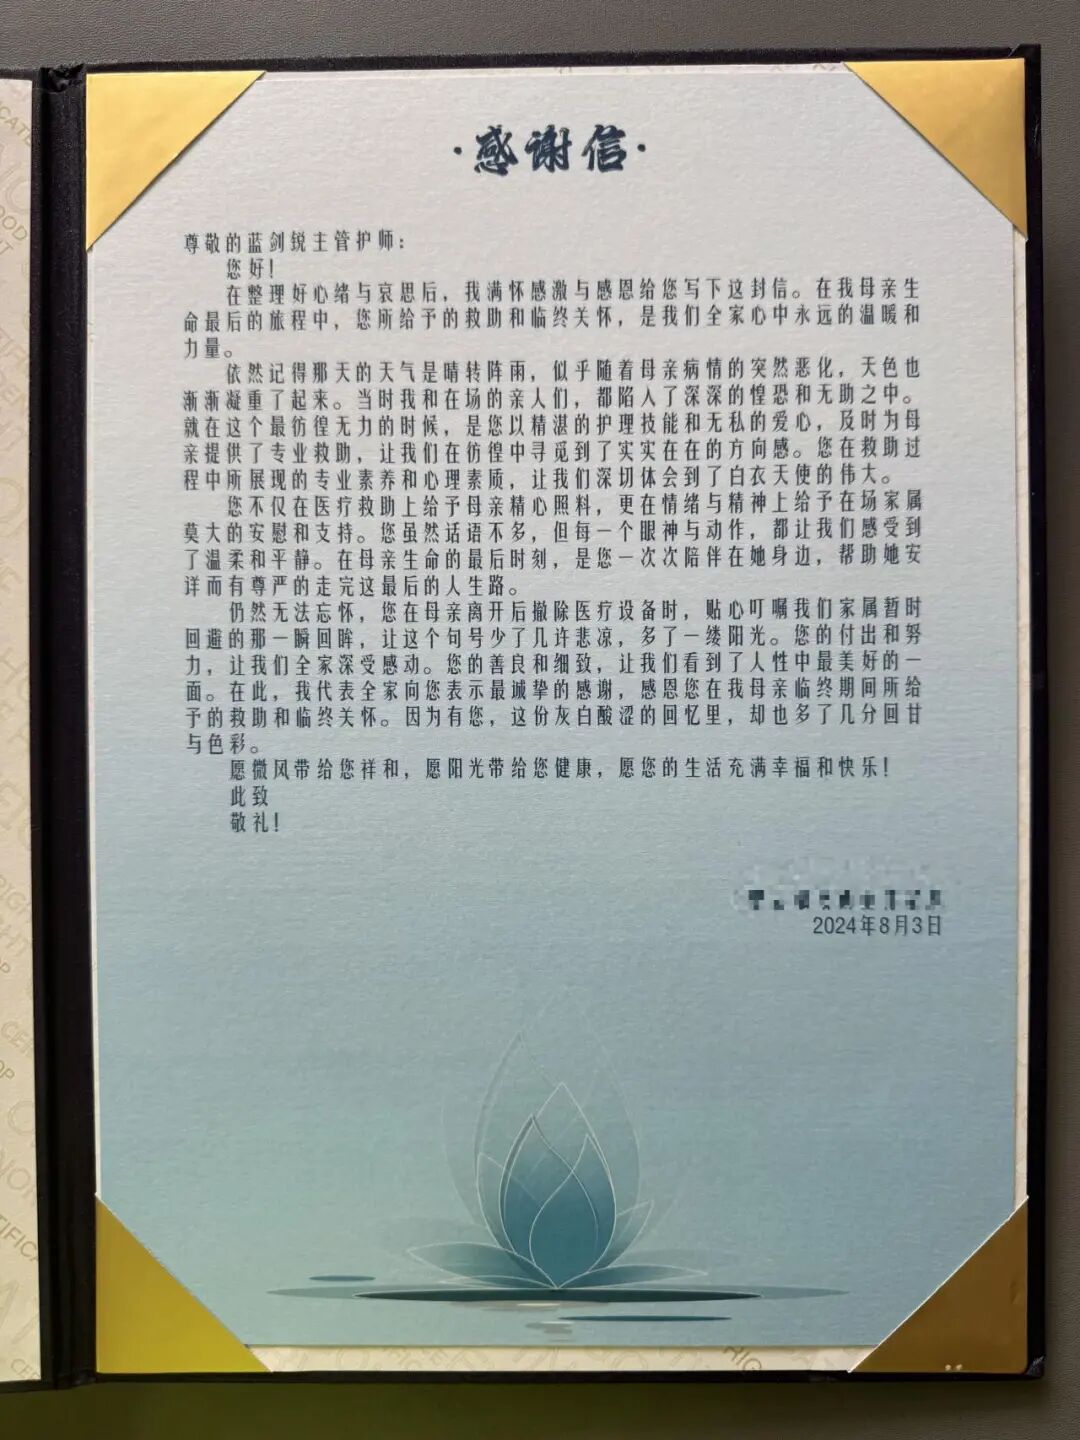 ·感谢信·
尊敬的蓝剑锐主管护师:
您好!
在整理好心绪与哀思后，我满怀感激与感恩给您写下这封信。在我母亲生
命最后的旅程中，您所给予的救助和临终关怀，是我们全家心中永远的温暖和
力量。
依然记得那天的天气是晴转阵雨，似乎随着母亲病情的突然恶化，天色也
渐渐凝重了起来。当时我和在场的亲人们，都陷入了深深的惶恐和无助之中。
就在这个最彷徨无力的时候，是您以精湛的护理技能和无私的爱心，及时为母
亲提供了专业救助，让我们在彷徨中寻觅到了实实在在的方向感。您在救助过
程中所展现的专业素养和心理素质，让我们深切体会到了白衣天使的伟大。
您不仅在医疗救助上给予母亲精心照料，更在情绪与精神上给予在场家属
莫大的安慰和支持。您虽然话语不多，但每一个眼神与动作，都让我们感受到
了温柔和平静。在母亲生命的最后时刻，是您一次次陪伴在她身边，帮助她安
详而有尊严的走完这最后的人生路。
仍然无法忘怀，您在母亲离开后撤除医疗设备时，贴心叮嘱我们家属暂时
回避的那一瞬回眸，让这个句号少了几许悲凉，多了一缕阳光。您的付出和努
力，让我们全家深受感动。您的善良和细致，让我们看到了人性中最美好的一
面。在此，我代表全家向您表示最诚挚的感谢，感恩您在我母亲临终期间所给
予的救助和临终关怀。因为有您，这份灰白酸涩的回忆里，却也多了几分回甘
与色彩。
愿微风带给您祥和，愿阳光带给您健康，愿您的生活充满幸福和快乐!
此致
敬礼!
2024年8月3日